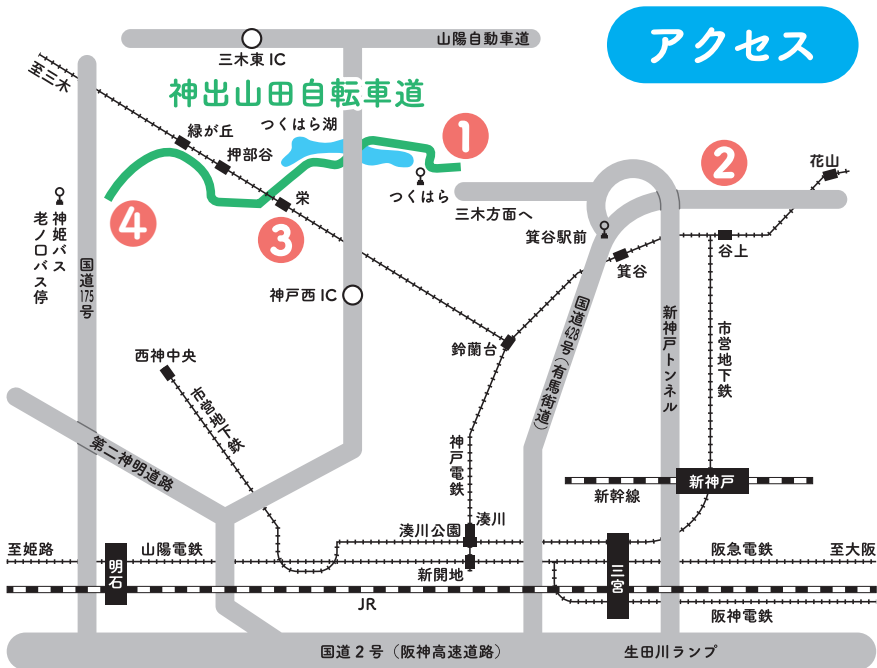 アクセス
山陽自動車道
三木東IC
至三木
神出山田自転車道
つくはら湖
緑が丘
押部谷
1
2
花山
栄
つくはら
三木方面へ
神姫バス
老ノ口バス停
4
3
箕谷駅前
谷上
箕谷
国道175号
神戸西IC
国道428号(有馬街道)
新神戸トンネル
市営地下鉄
鈴蘭台
西神中央
市営地下鉄
神戸電鉄
第二神明道路
新神戸
新幹線
湊川
湊川公園
至姫路
山陽電鉄
阪急電鉄
至大阪
明石
新開地
三宮
JR
阪神電鉄
国道2号(阪神高速道路)
生田川ランプ